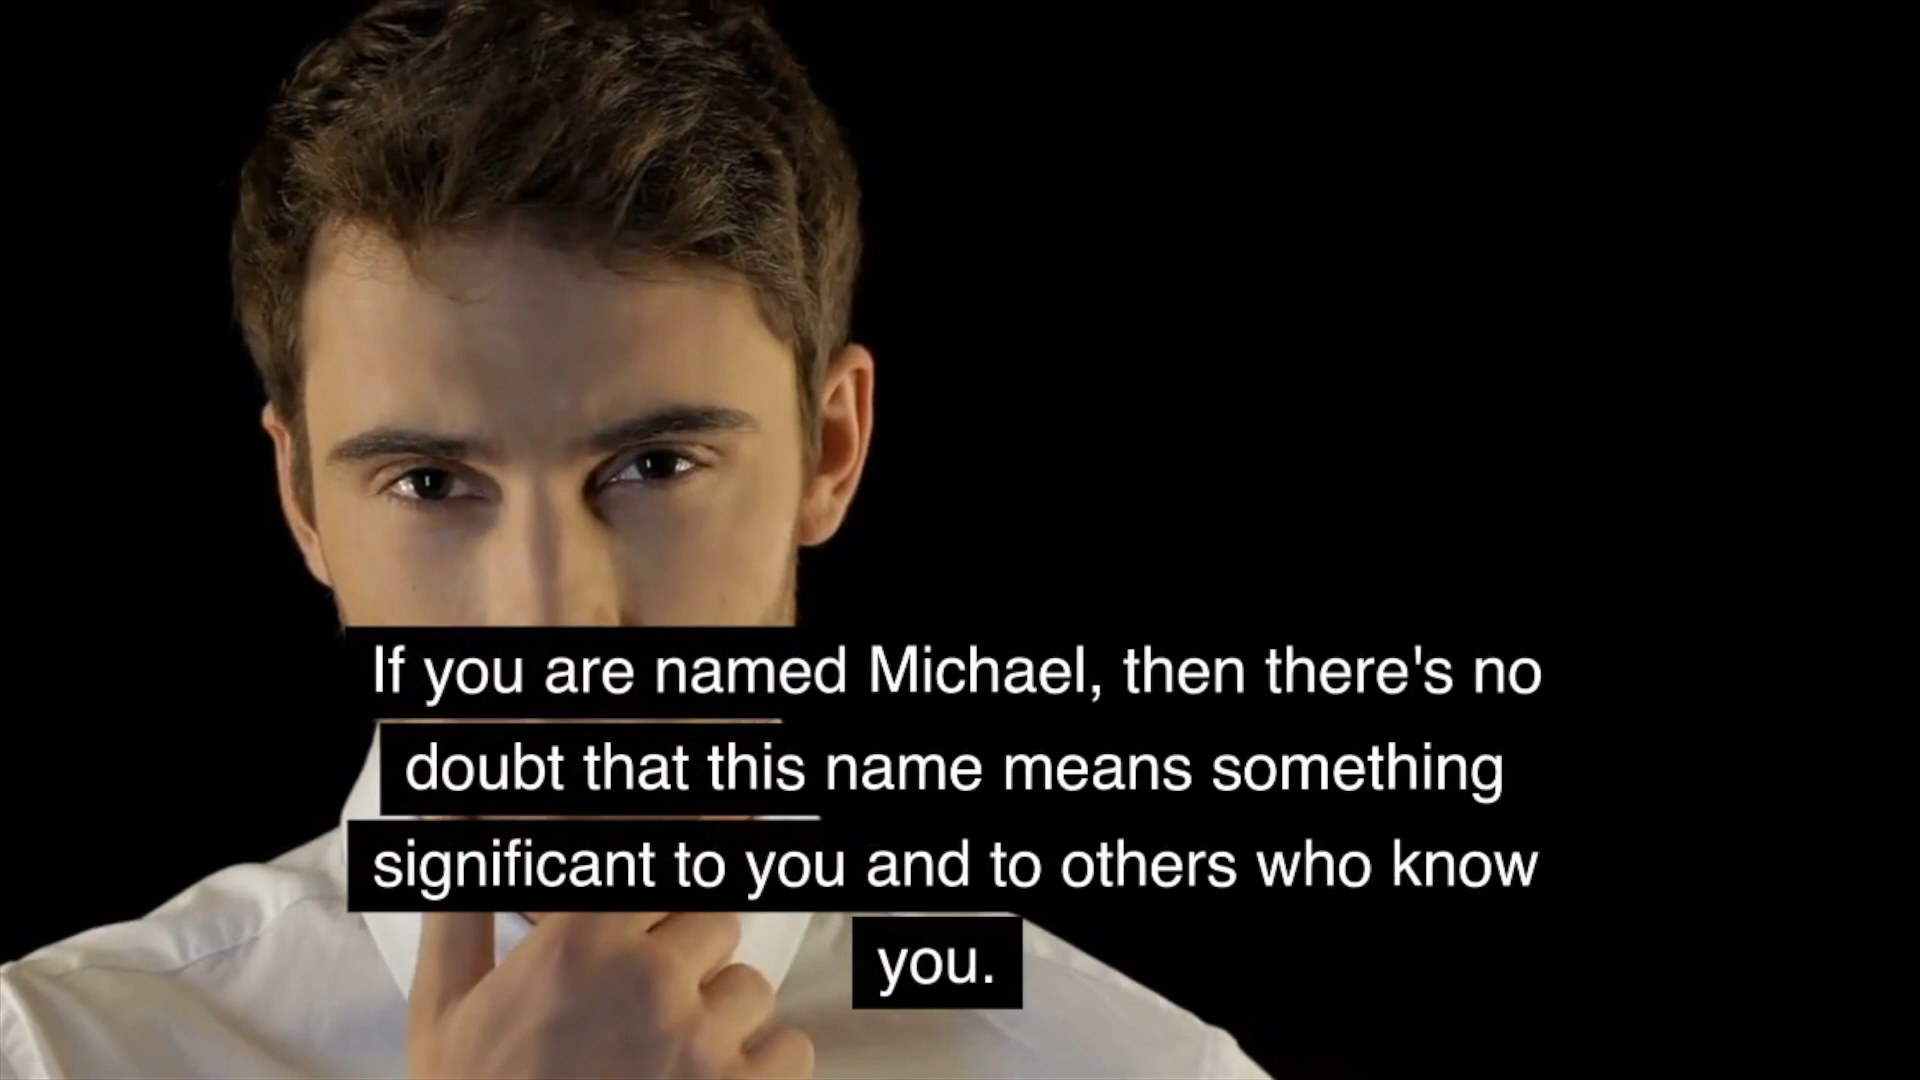 If you are named Michael, then there's no
doubt that this name means something
significant to you and to others who know
you.